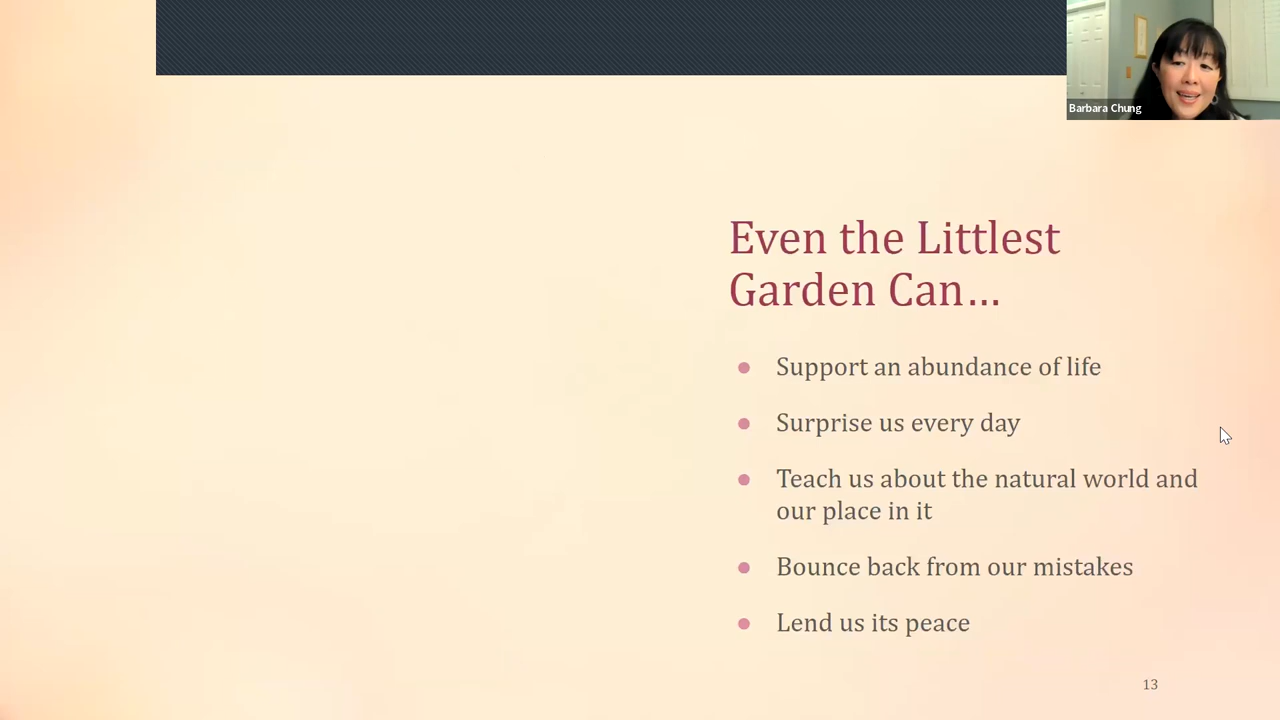 Barbara Chung
Even the Littlest
Garden Can…
Support an abundance of life
Surprise us every day
Teach us about the natural world and
our place in it
Bounce back from our mistakes
Lend us its peace
13